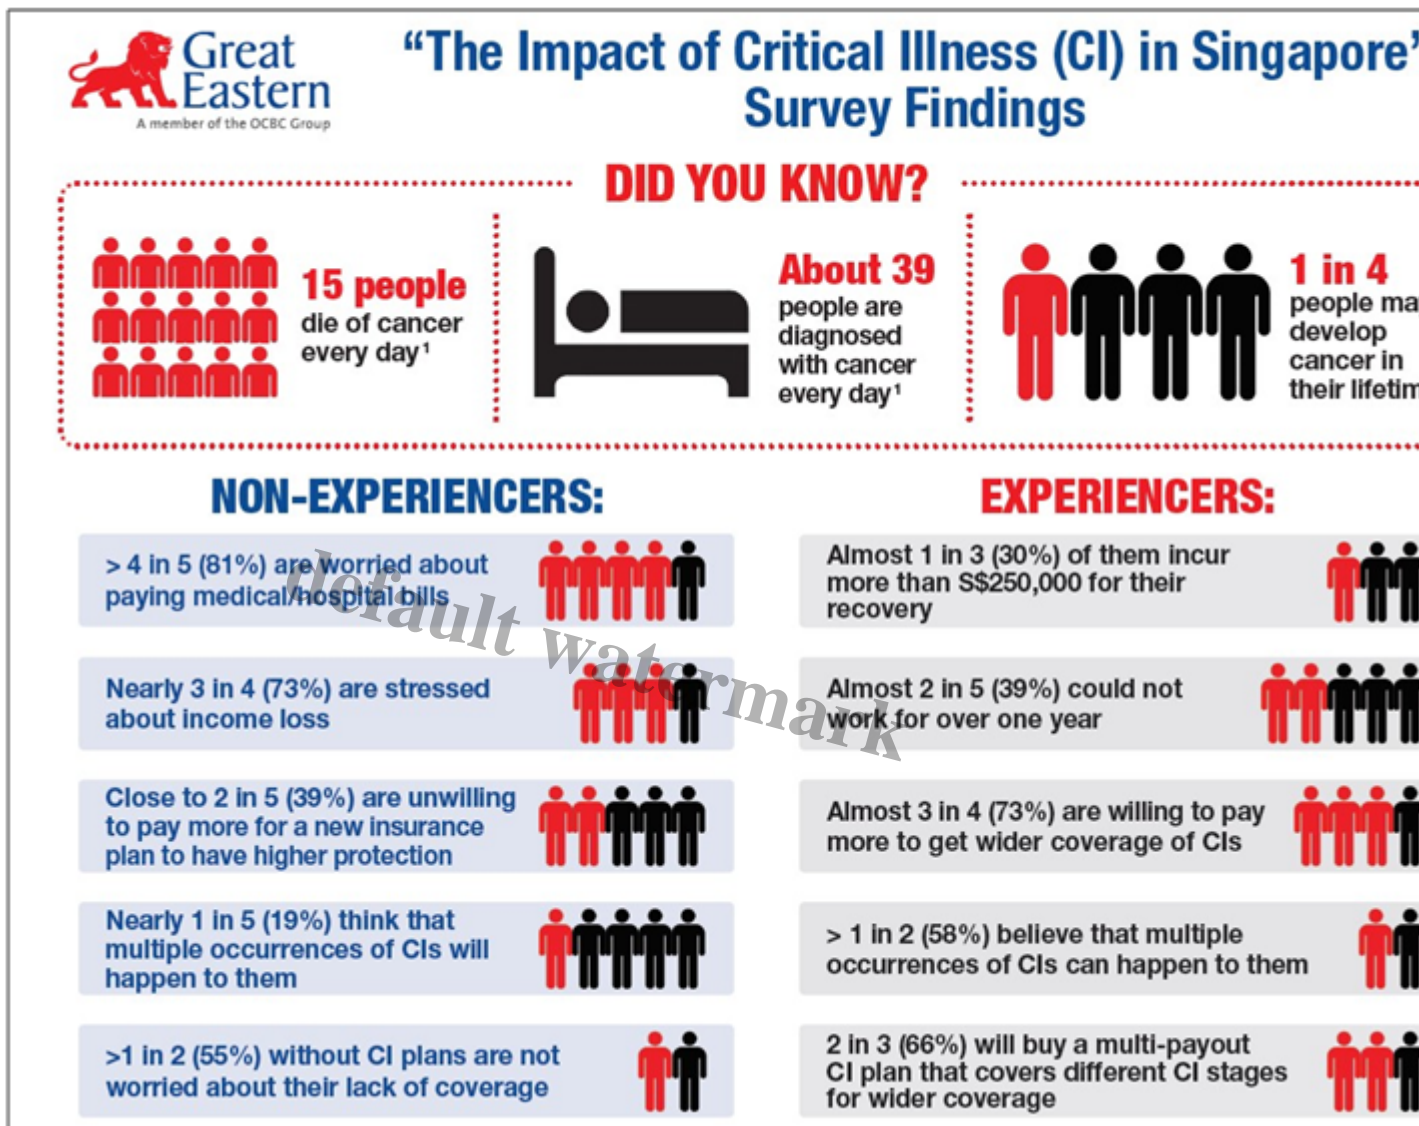 Great
Eastern
A member of the OCBC Group
“The Impact of Critical Illness (CI) in Singapore”
Survey Findings
DID YOU KNOW?
15 people
die of cancer
every day¹
About 39
people are
diagnosed
with cancer
every day¹
1 in 4
people ma
develop
cancer in
their lifetim
NON-EXPERIENCERS:
> 4 in 5 (81%) are worried about
paying medical/hospital bills
Nearly 3 in 4 (73%) are stressed
about income loss
Close to 2 in 5 (39%) are unwilling
to pay more for a new insurance
plan to have higher protection
Nearly 1 in 5 (19%) think that
multiple occurrences of CIs will
happen to them
>1 in 2 (55%) without CI plans are not
worried about their lack of coverage
EXPERIENCERS:
Almost 1 in 3 (30%) of them incur
more than S$250,000 for their
recovery
Almost 2 in 5 (39%) could not
work for over one year
Almost 3 in 4 (73%) are willing to pay
more to get wider coverage of CIs
> 1 in 2 (58%) believe that multiple
occurrences of CIs can happen to them
2 in 3 (66%) will buy a multi-payout
CI plan that covers different CI stages
for wider coverage
default watermark